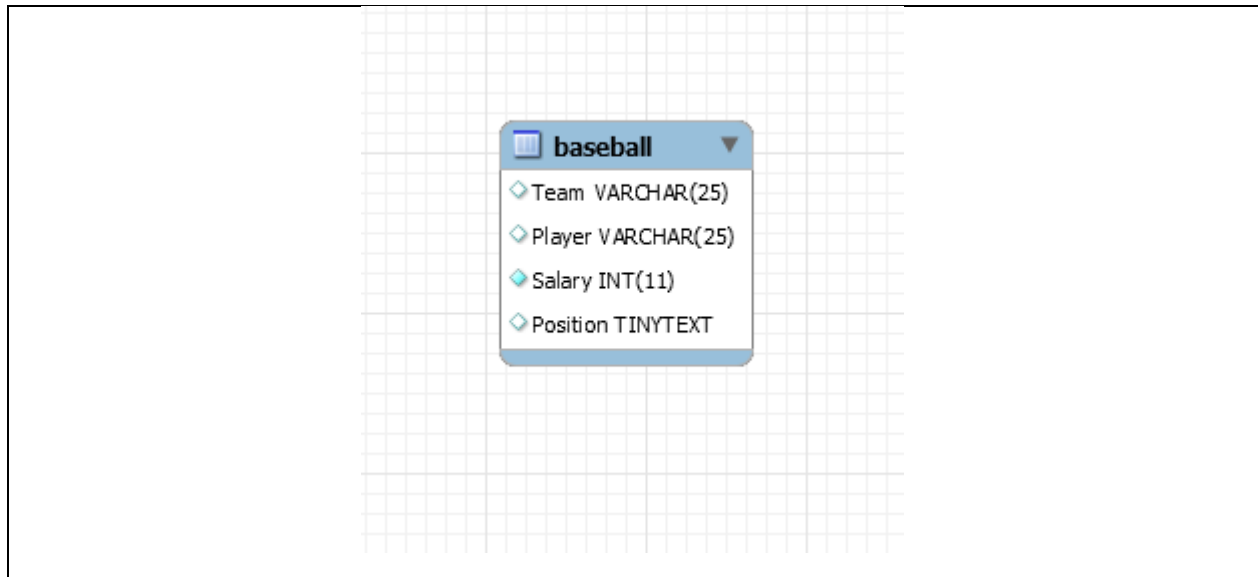 baseball
Team VARCHAR(25)
Player VARCHAR(25)
Salary INT(11)
Position TINYTEXT